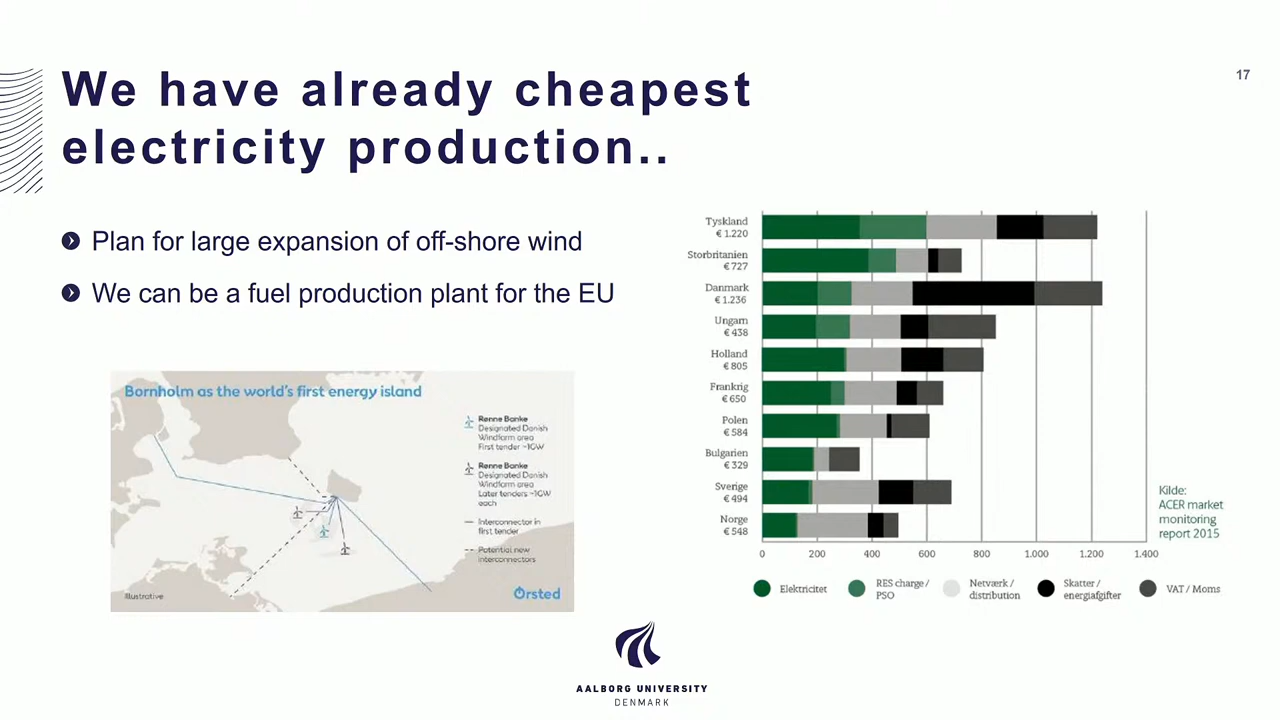 17
We have already cheapest
electricity production..
Plan for large expansion of off-shore wind
We can be a fuel production plant for the EU
Bornholm as the world's first energy island
Rønne Banke
Designated Danish
Windfarm area
First tender ~1GW
Rønne Banke
Designated Danish
Windfarm area
Later tenders ~1GW
each
Interconnector in
first tender
Potential new
interconnectors
Illustrative
Ørsted
Tyskland
€ 1.220
Storbritanien
€ 727
Danmark
€ 1.236
Ungarn
€ 438
Holland
€ 805
Frankrig
€ 650
Polen
€ 584
Bulgarien
€ 329
Sverige
€ 494
Norge
€ 548
0 200 400 600 800 1.000 1.200 1.400
Elektricitet
RES charge /
PSO
Netværk /
distribution
Skatter /
energiafgifter
VAT / Moms
Kilde:
ACER market
monitoring
report 2015
AALBORG UNIVERSITY
DENMARK